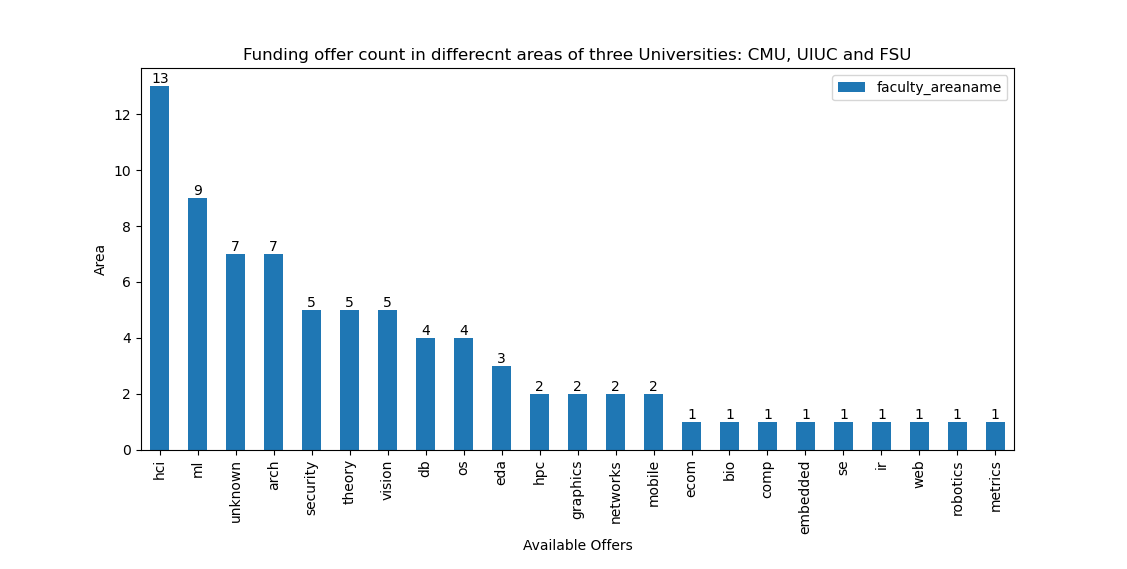 Funding offer count in differecnt areas of three Universities: CMU, UIUC and FSU
faculty_areaname
13
9
7
7
5
5
5
4
4
3
2
2
2
2
1
1
1
1
1
1
1
1
1
12
10
8
6
4
2
0
Area
hci
ml
unknown
arch
security
theory
vision
db
os
eda
hpc
graphics
networks
mobile
ecom
bio
comp
embedded
se
ir
web
robotics
metrics
Available Offers